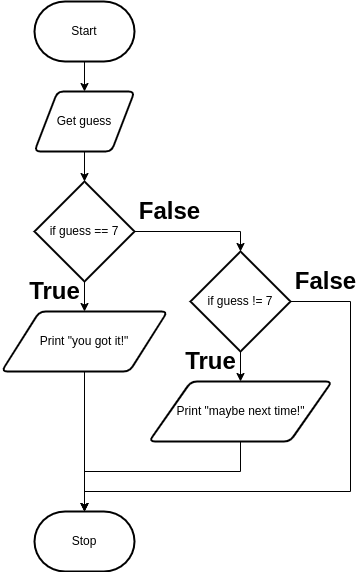 Start
Get guess
if guess == 7
False
True
Print "you got it!"
if guess != 7
False
True
Print "maybe next time!"
Stop